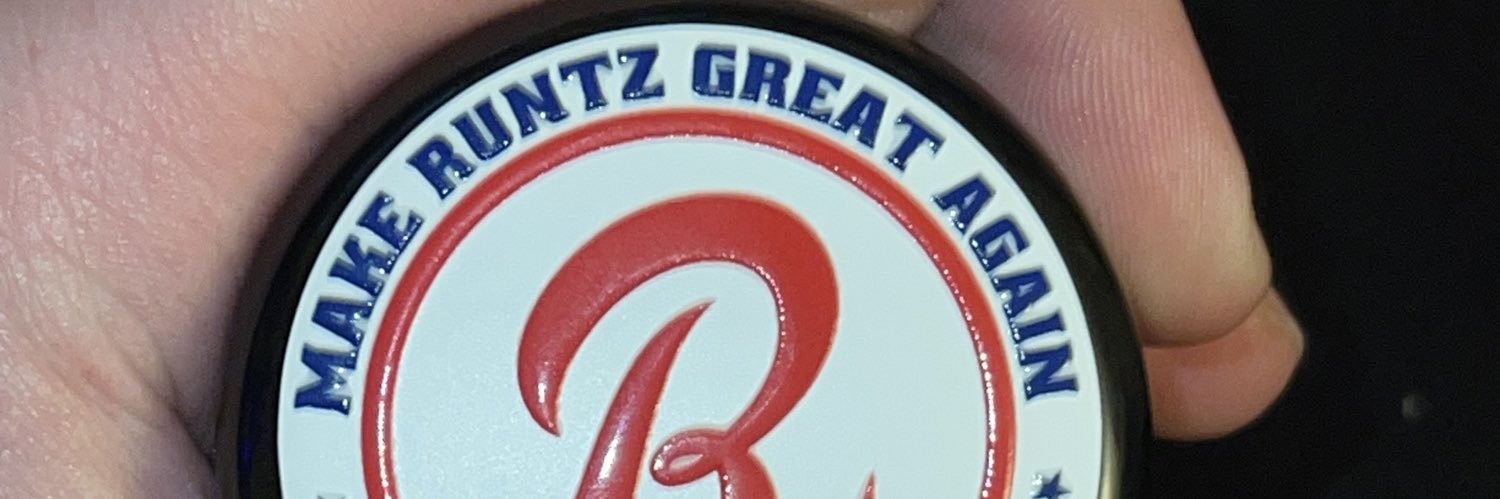 MAKE RUNTZ GREAT AGAIN
R